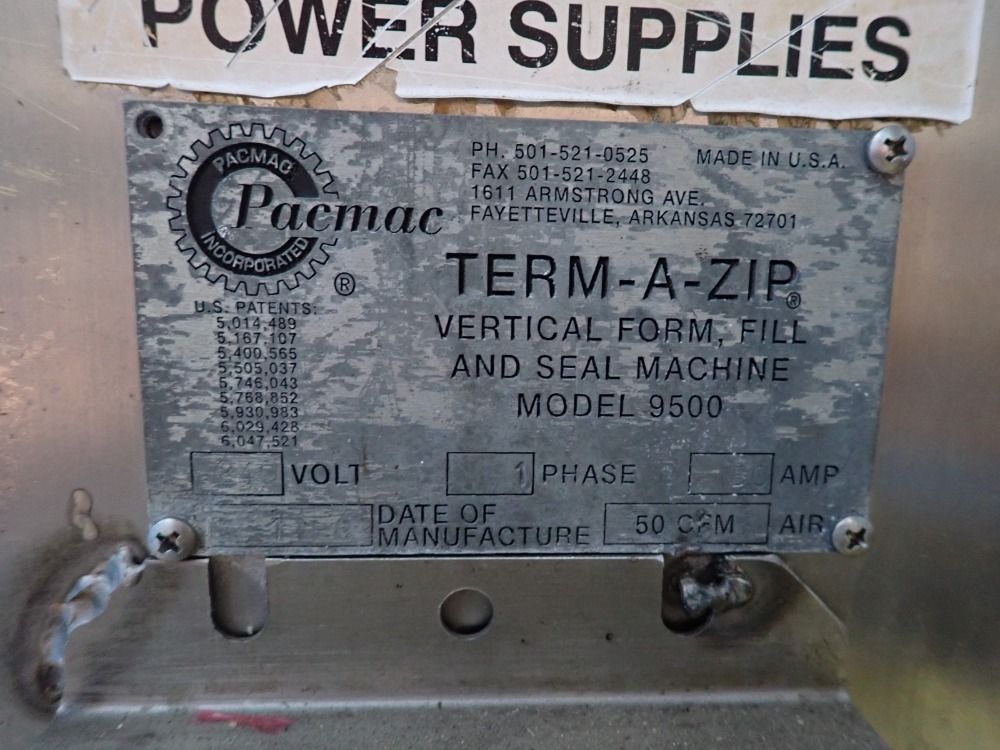 POWER SUPPLIES
PACMAC
Pacmac
INCORPORATED
®
PH. 501-521-0525
MADE IN U.S.A.
FAX 501-521-2448
1611 ARMSTRONG AVE.
FAYETTEVILLE, ARKANSAS 72701
TERM-A-ZIP®
VERTICAL FORM, FILL
AND SEAL MACHINE
MODEL 9500
U.S. PATENTS:
5,014,489
5,167,107
5,400,565
5,505,037
5,746,043
5,768,852
5,930,983
6,029,428
6,047,521
VOLT
1 PHASE
AMP
DATE OF
MANUFACTURE
50 CFM AIR